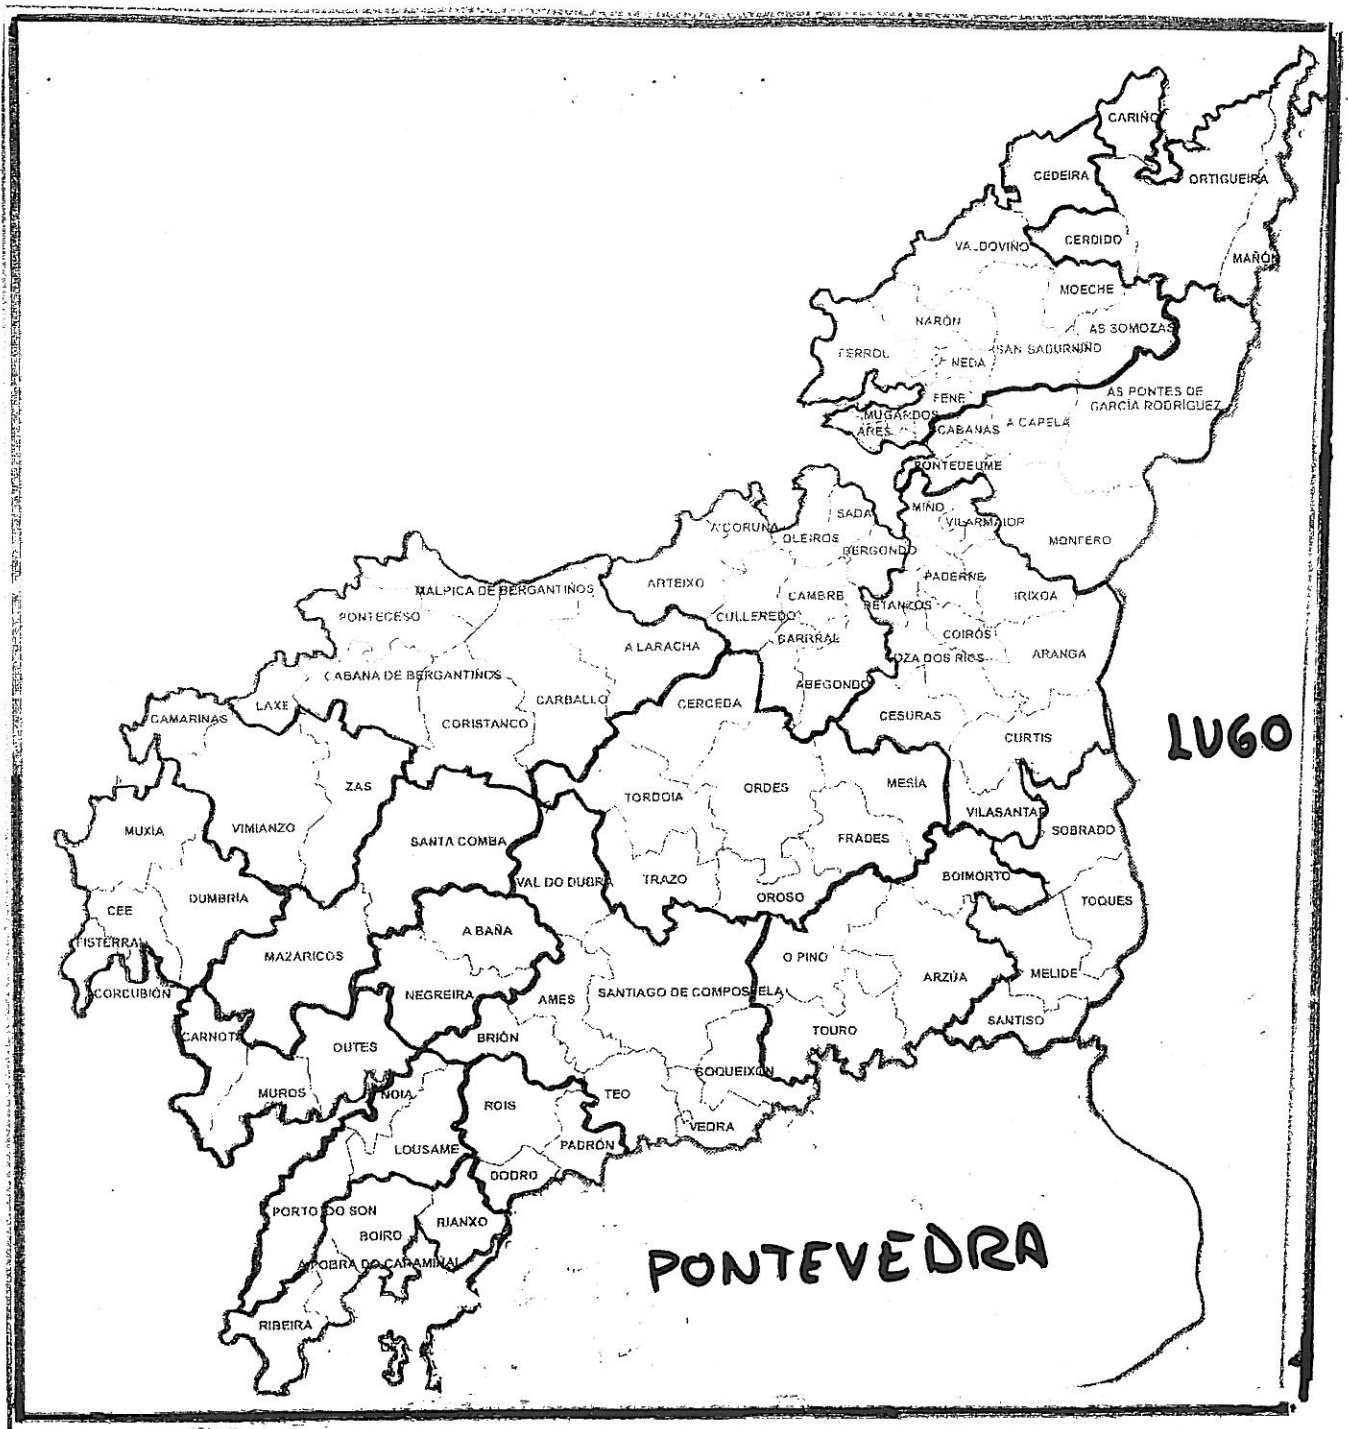 CARIÑO
CEDEIRA
ORTIGUEIRA
VALDOVIÑO
CERDIDO
MAÑÓN
MOECHE
NARÓN
AS SOMOZAS
FERROL
NEDA
SAN SADURNIÑO
FENE
AS PONTES DE
GARCÍA RODRÍGUEZ
MUGARDOS
ARES
CABANAS
A CAPELA
PONTEDEUME
MIÑO
SADA
A CORUÑA
VILARMAIOR
OLEIROS
BERGONDO
MONFERO
ARTEIXO
PADERNE
MALPICA DE BERGANTIÑOS
CAMBRE
IRIXOA
BETANZOS
PONTECESO
CULLEREDO
COIRÓS
CARRRAL
A LARACHA
ARANGA
OZA DOS RÍOS
CABANA DE BERGANTIÑOS
ABEGONDO
LAXE
CARBALLO
CERCEDA
CAMARIÑAS
CORISTANCO
CESURAS
CURTIS
LUGO
ZAS
TORDOIA
ORDES
MESÍA
VILASANTAR
MUXÍA
VIMIANZO
SANTA COMBA
FRADES
SOBRADO
VAL DO DUBRA
TRAZO
BOIMORTO
DUMBRÍA
OROSO
TOQUES
CEE
A BAÑA
FISTERRA
MAZARICOS
O PINO
ARZÚA
MELIDE
CORCUBIÓN
NEGREIRA
AMES
SANTIAGO DE COMPOSTELA
SANTISO
CARNOTA
OUTES
BRIÓN
TOURO
BOQUEIXÓN
MUROS
NOIA
ROIS
TEO
VEDRA
LOUSAME
PADRÓN
DODRO
PORTO DO SON
RIANXO
BOIRO
A POBRA DO CARAMIÑAL
PONTEVEDRA
RIBEIRA